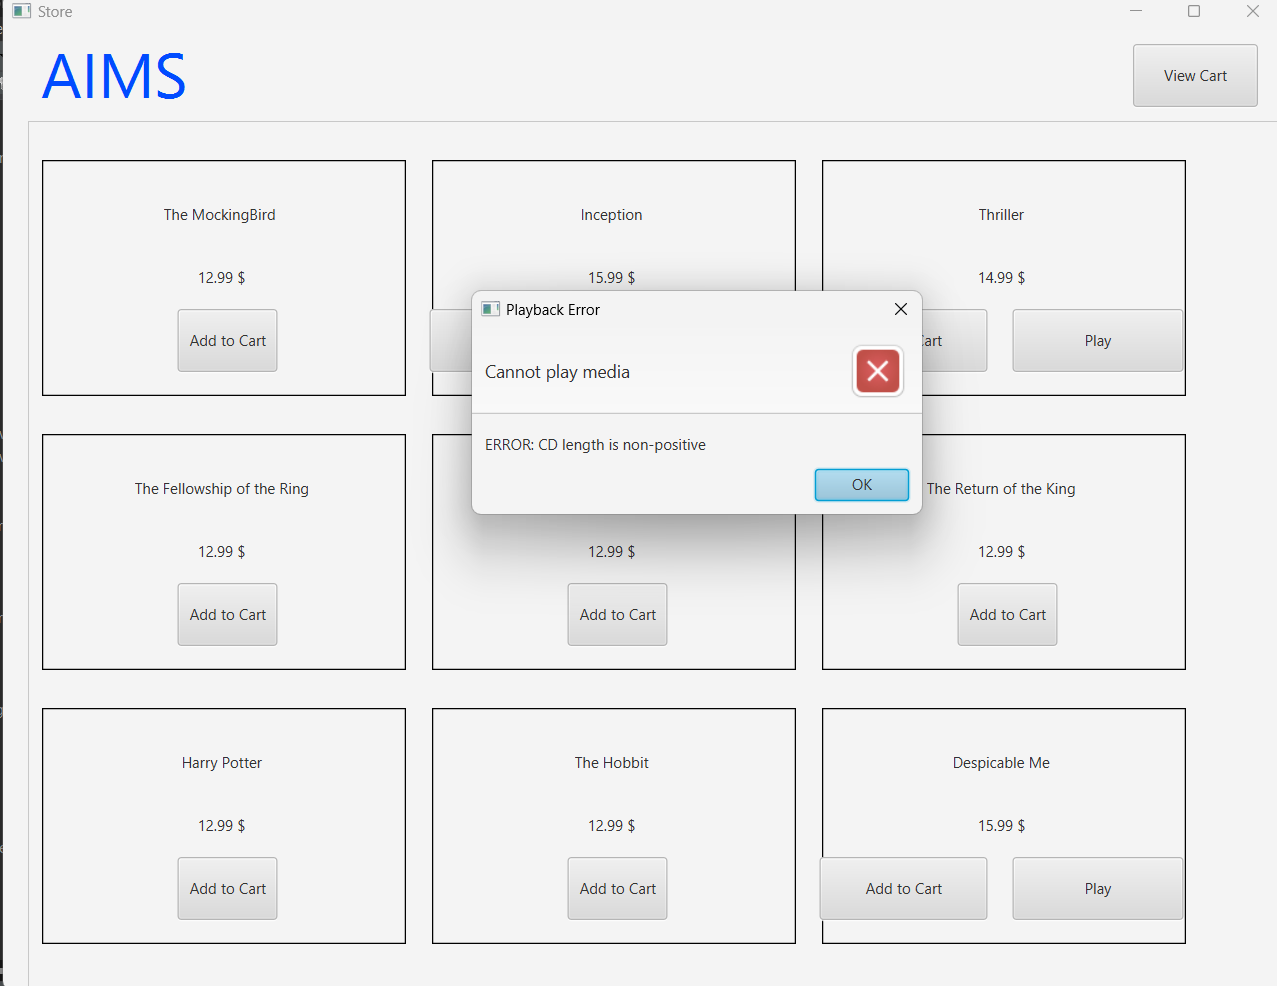 Store
AIMS
View Cart
The MockingBird
12.99 $
Add to Cart
Inception
15.99 $
Thriller
14.99 $
Cart
Play
Playback Error
Cannot play media
ERROR: CD length is non-positive
OK
The Fellowship of the Ring
12.99 $
Add to Cart
12.99 $
Add to Cart
The Return of the King
12.99 $
Add to Cart
Harry Potter
12.99 $
Add to Cart
The Hobbit
12.99 $
Add to Cart
Despicable Me
15.99 $
Add to Cart
Play